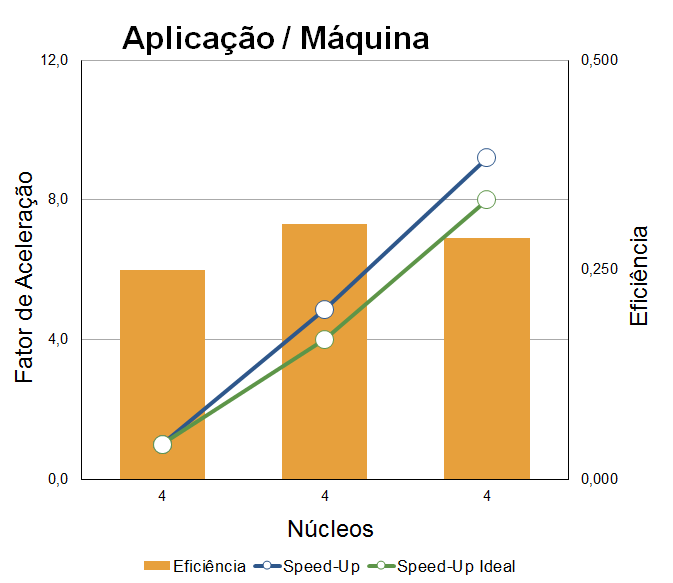 Aplicação / Máquina
12,0
8,0
4,0
0,0
Fator de Aceleração
0,500
0,250
0,000
Eficiência
4 4 4
Núcleos
Eficiência Speed-Up Speed-Up Ideal